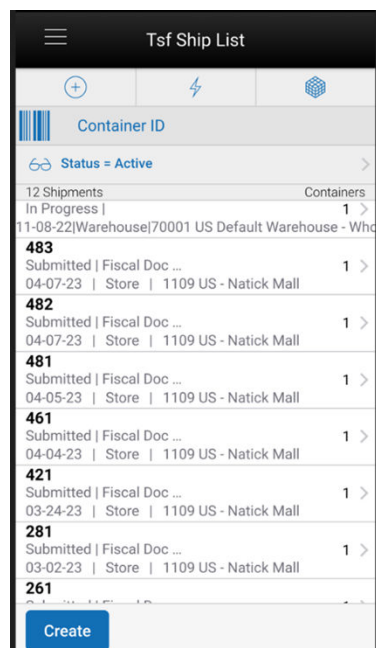 Tsf Ship List
Container ID
Status = Active
12 Shipments Containers
In Progress | 1
11-08-22|Warehouse|70001 US Default Warehouse - Who
483
Submitted | Fiscal Doc ... 1
04-07-23 | Store | 1109 US - Natick Mall
482
Submitted | Fiscal Doc ... 1
04-07-23 | Store | 1109 US - Natick Mall
481
Submitted | Fiscal Doc ... 1
04-05-23 | Store | 1109 US - Natick Mall
461
Submitted | Fiscal Doc ... 1
04-04-23 | Store | 1109 US - Natick Mall
421
Submitted | Fiscal Doc ... 1
03-24-23 | Store | 1109 US - Natick Mall
281
Submitted | Fiscal Doc ... 1
03-02-23 | Store | 1109 US - Natick Mall
261
Create